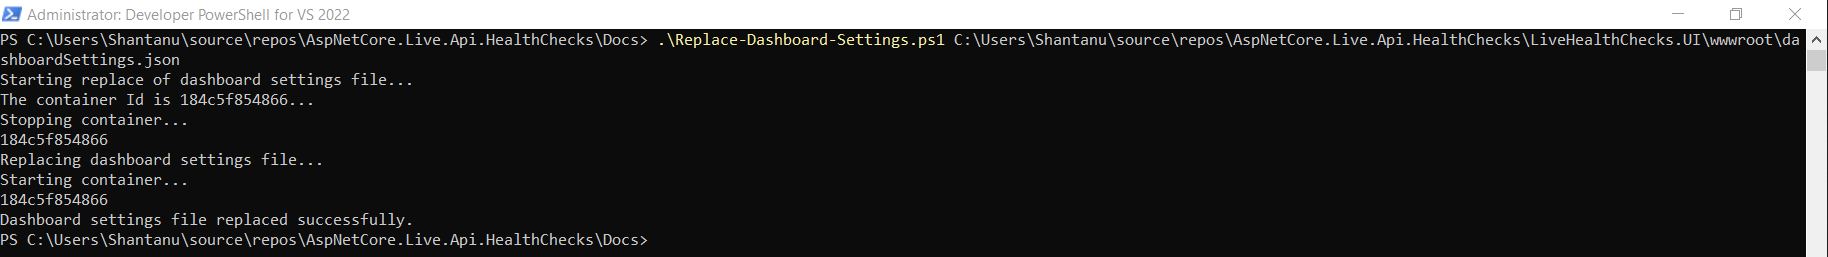 Administrator: Developer PowerShell for VS 2022
PS C:\Users\Shantanu\source\repos\AspNetCore.Live.Api.HealthChecks\Docs> .\Replace-Dashboard-Settings.ps1 C:\Users\Shantanu\source\repos\AspNetCore.Live.Api.HealthChecks\LiveHealthChecks.UI\wwwroot\da
shboardSettings.json
Starting replace of dashboard settings file...
The container Id is 184c5f854866...
Stopping container...
184c5f854866
Replacing dashboard settings file...
Starting container...
184c5f854866
Dashboard settings file replaced successfully.
PS C:\Users\Shantanu\source\repos\AspNetCore.Live.Api.HealthChecks\Docs>